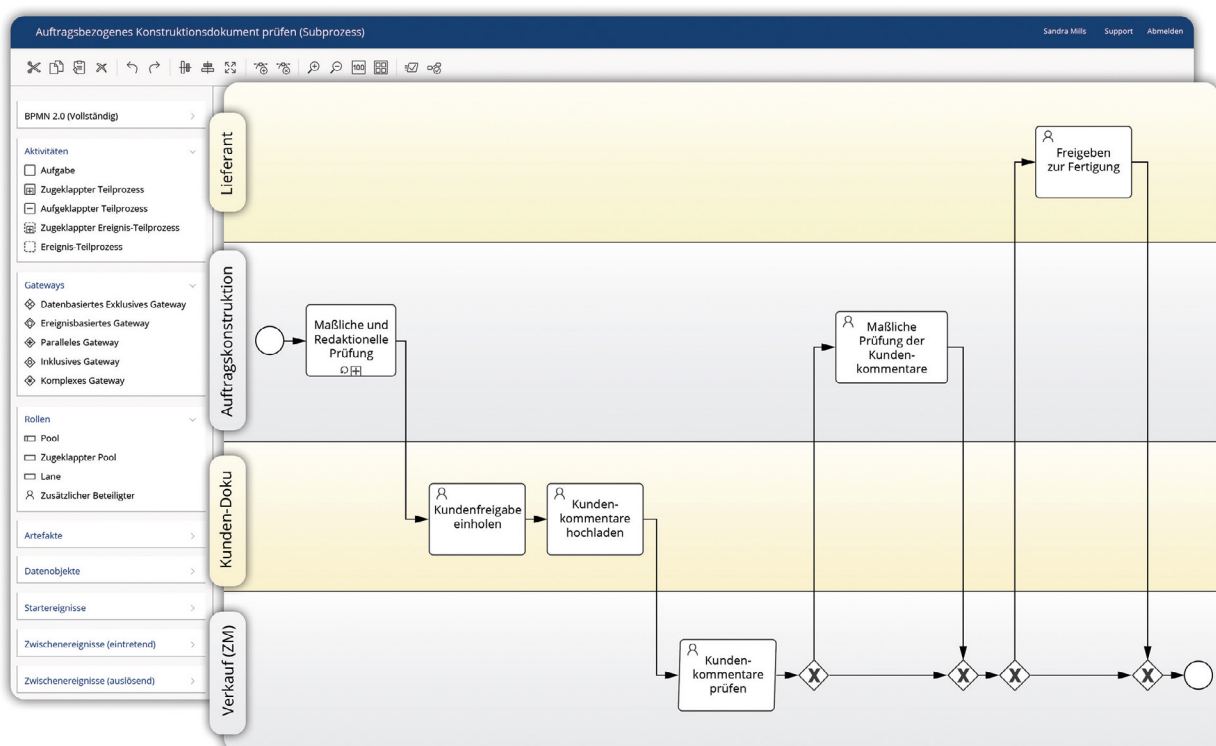 Auftragsbezogenes Konstruktionsdokument prüfen (Subprozess)
Sandra Mills
Support
Abmelden
100
BPMN 2.0 (Vollständig)
Aktivitäten
Aufgabe
Zugeklappter Teilprozess
Aufgeklappter Teilprozess
Zugeklappter Ereignis-Teilprozess
Ereignis-Teilprozess
Gateways
Datenbasiertes Exklusives Gateway
Ereignisbasiertes Gateway
Paralleles Gateway
Inklusives Gateway
Komplexes Gateway
Rollen
Pool
Zugeklappter Pool
Lane
Zusätzlicher Beteiligter
Artefakte
Datenobjekte
Startereignisse
Zwischenereignisse (eintretend)
Zwischenereignisse (auslösend)
Lieferant
Freigeben
zur Fertigung
Auftragskonstruktion
Maßliche und
Redaktionelle
Prüfung
Maßliche
Prüfung der
Kunden-
kommentare
Kunden-Doku
Kundenfreigabe
einholen
Kunden-
kommentare
hochladen
Verkauf (ZM)
Kunden-
kommentare
prüfen
X
X
X
X